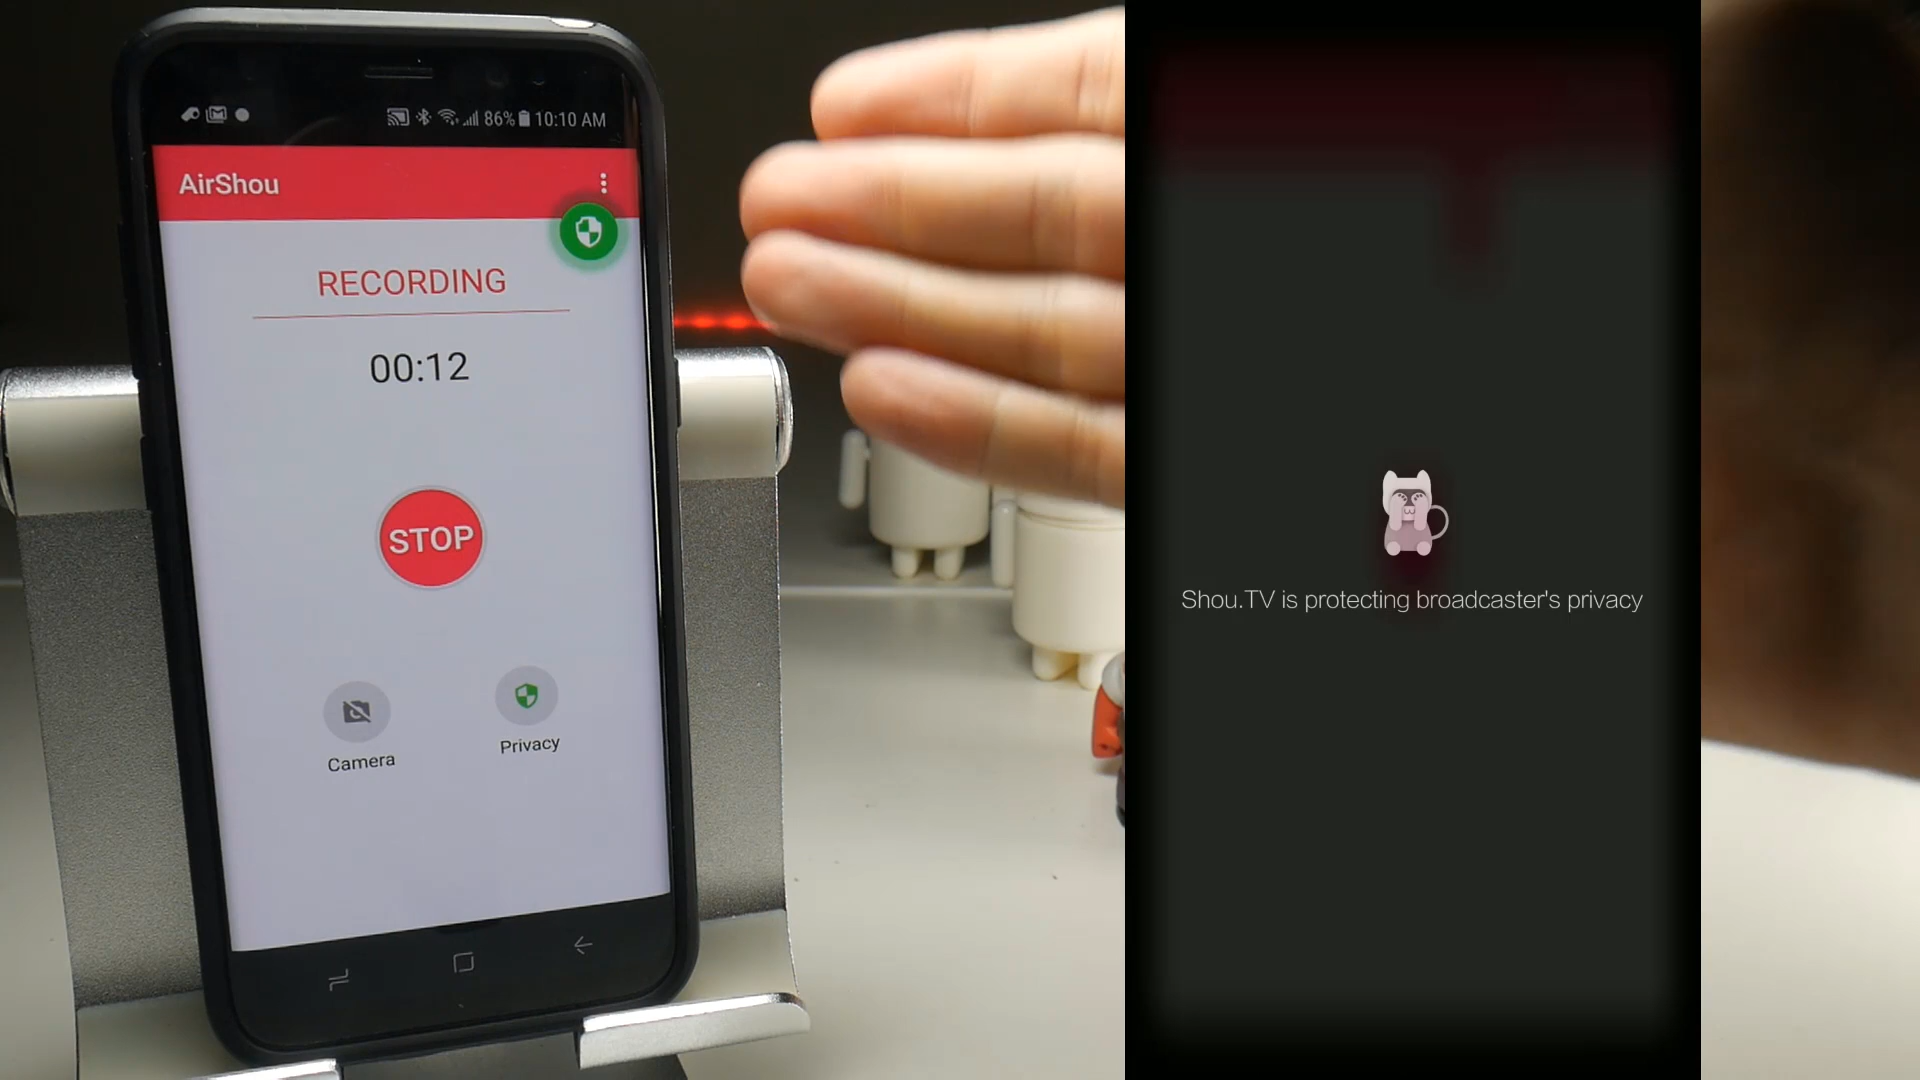 86% 10:10 AM
AirShou
RECORDING
00:12
STOP
Camera
Privacy
Shou.TV is protecting broadcaster's privacy